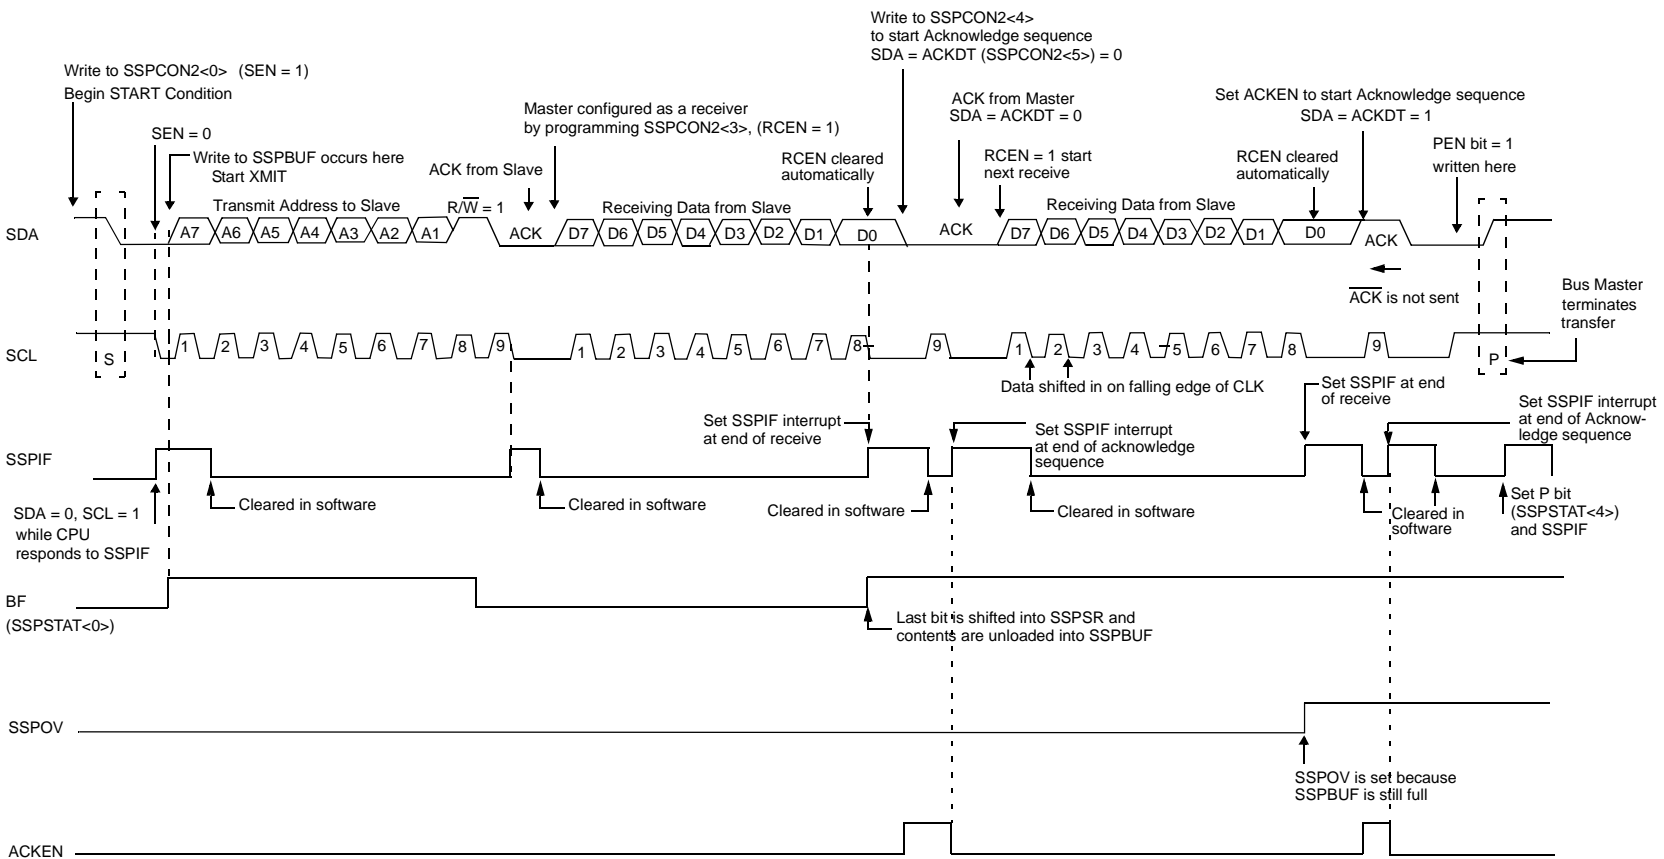 Write to SSPCON2<4>
to start Acknowledge sequence
SDA = ACKDT (SSPCON2<5>) = 0
Write to SSPCON2<0> (SEN = 1)
Begin START Condition
ACK from Master
SDA = ACKDT = 0
Set ACKEN to start Acknowledge sequence
SDA = ACKDT = 1
Master configured as a receiver
by programming SSPCON2<3>, (RCEN = 1)
SEN = 0
PEN bit = 1
written here
Write to SSPBUF occurs here
Start XMIT
ACK from Slave
RCEN cleared
automatically
RCEN = 1 start
next receive
RCEN cleared
automatically
Transmit Address to Slave
R/W = 1
Receiving Data from Slave
Receiving Data from Slave
SDA
A7 A6 A5 A4 A3 A2 A1 ACK D7 D6 D5 D4 D3 D2 D1 D0 ACK D7 D6 D5 D4 D3 D2 D1 D0 ACK
ACK is not sent
Bus Master
terminates
transfer
SCL
S 1 2 3 4 5 6 7 8 9 1 2 3 4 5 6 7 8 9 1 2 3 4 5 6 7 8 9 P
Data shifted in on falling edge of CLK
Set SSPIF interrupt
at end of receive
Set SSPIF interrupt
at end of acknowledge
sequence
Set SSPIF at end
of receive
Set SSPIF interrupt
at end of Acknow-
ledge sequence
SSPIF
SDA = 0, SCL = 1
while CPU
responds to SSPIF
Cleared in software
Cleared in software
Cleared in software
Cleared in software
Cleared in
software
Set P bit
(SSPSTAT<4>)
and SSPIF
BF
(SSPSTAT<0>)
Last bit is shifted into SSPSR and
contents are unloaded into SSPBUF
SSPOV
SSPOV is set because
SSPBUF is still full
ACKEN